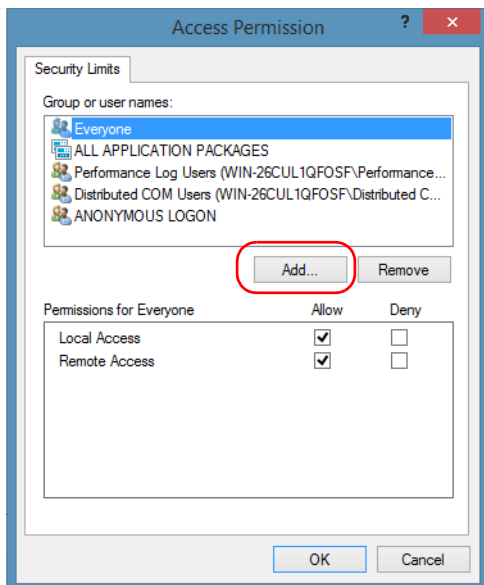 Access Permission
? ×
Security Limits
Group or user names:
Everyone
ALL APPLICATION PACKAGES
Performance Log Users (WIN-26CUL1QFOSF\Performance...
Distributed COM Users (WIN-26CUL1QFOSF\Distributed C...
ANONYMOUS LOGON
Add... Remove
Permissions for Everyone Allow Deny
Local Access
Remote Access
OK Cancel